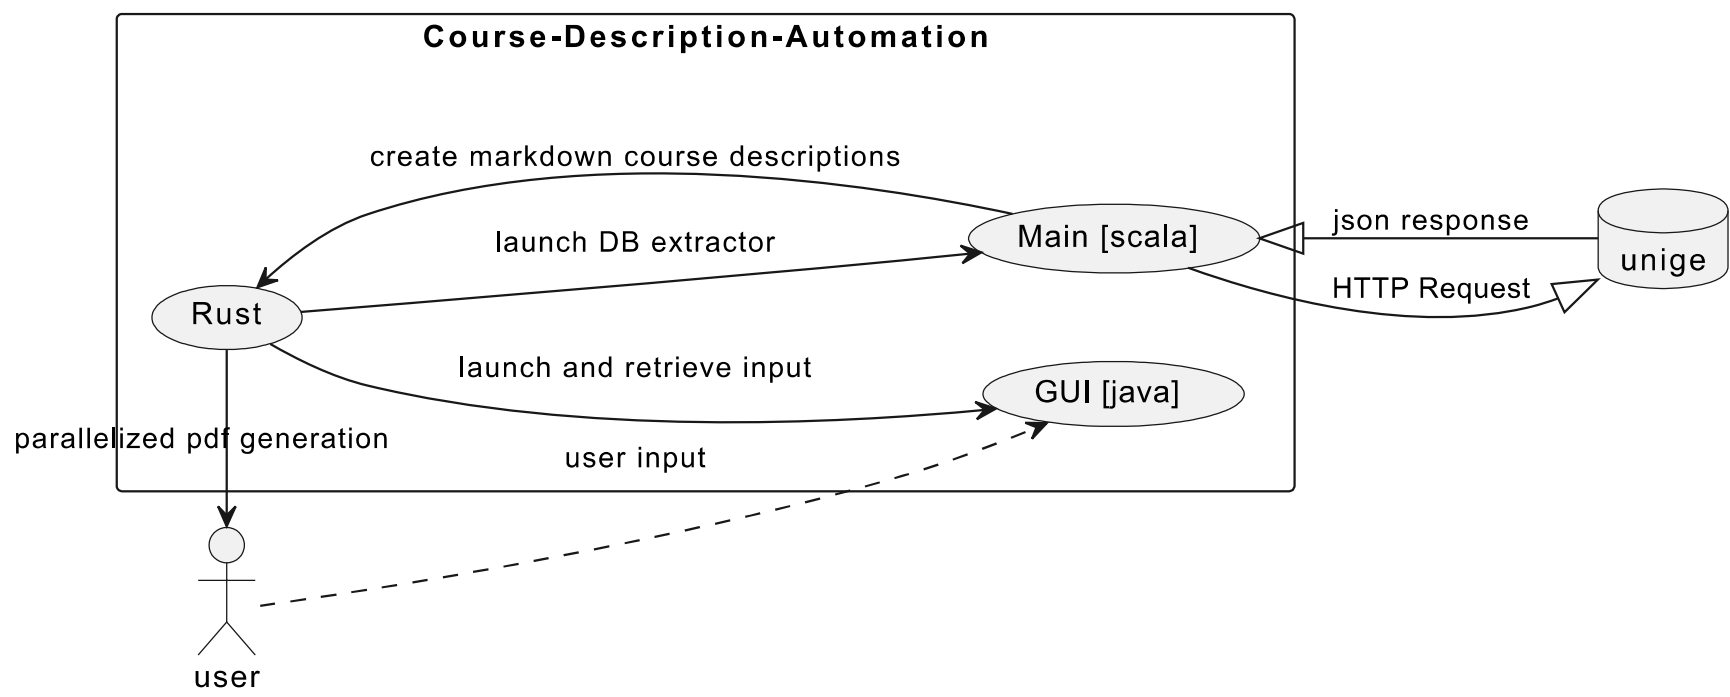 Course-Description-Automation
create markdown course descriptions
launch DB extractor
Main [scala]
json response
unige
HTTP Request
Rust
launch and retrieve input
GUI [java]
parallelized pdf generation
user input
user